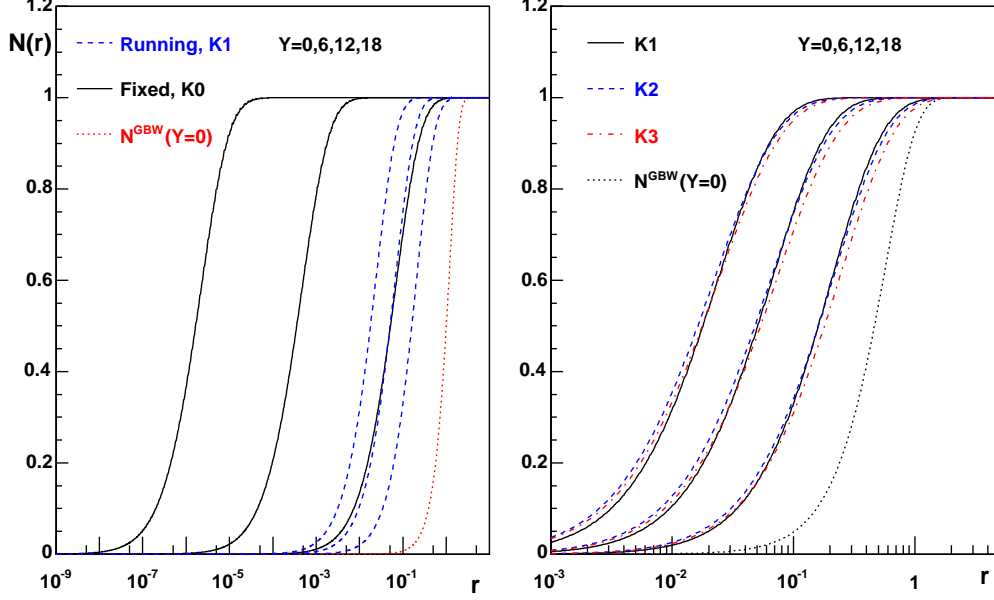 1.2
N(r)
1
0.8
0.6
0.4
0.2
0
Running, K1
Y=0,6,12,18
Fixed, K0
N^GBW(Y=0)
10^-9
10^-7
10^-5
10^-3
10^-1
r
1.2
1
0.8
0.6
0.4
0.2
0
K1
Y=0,6,12,18
K2
K3
N^GBW(Y=0)
10^-3
10^-2
10^-1
1
r